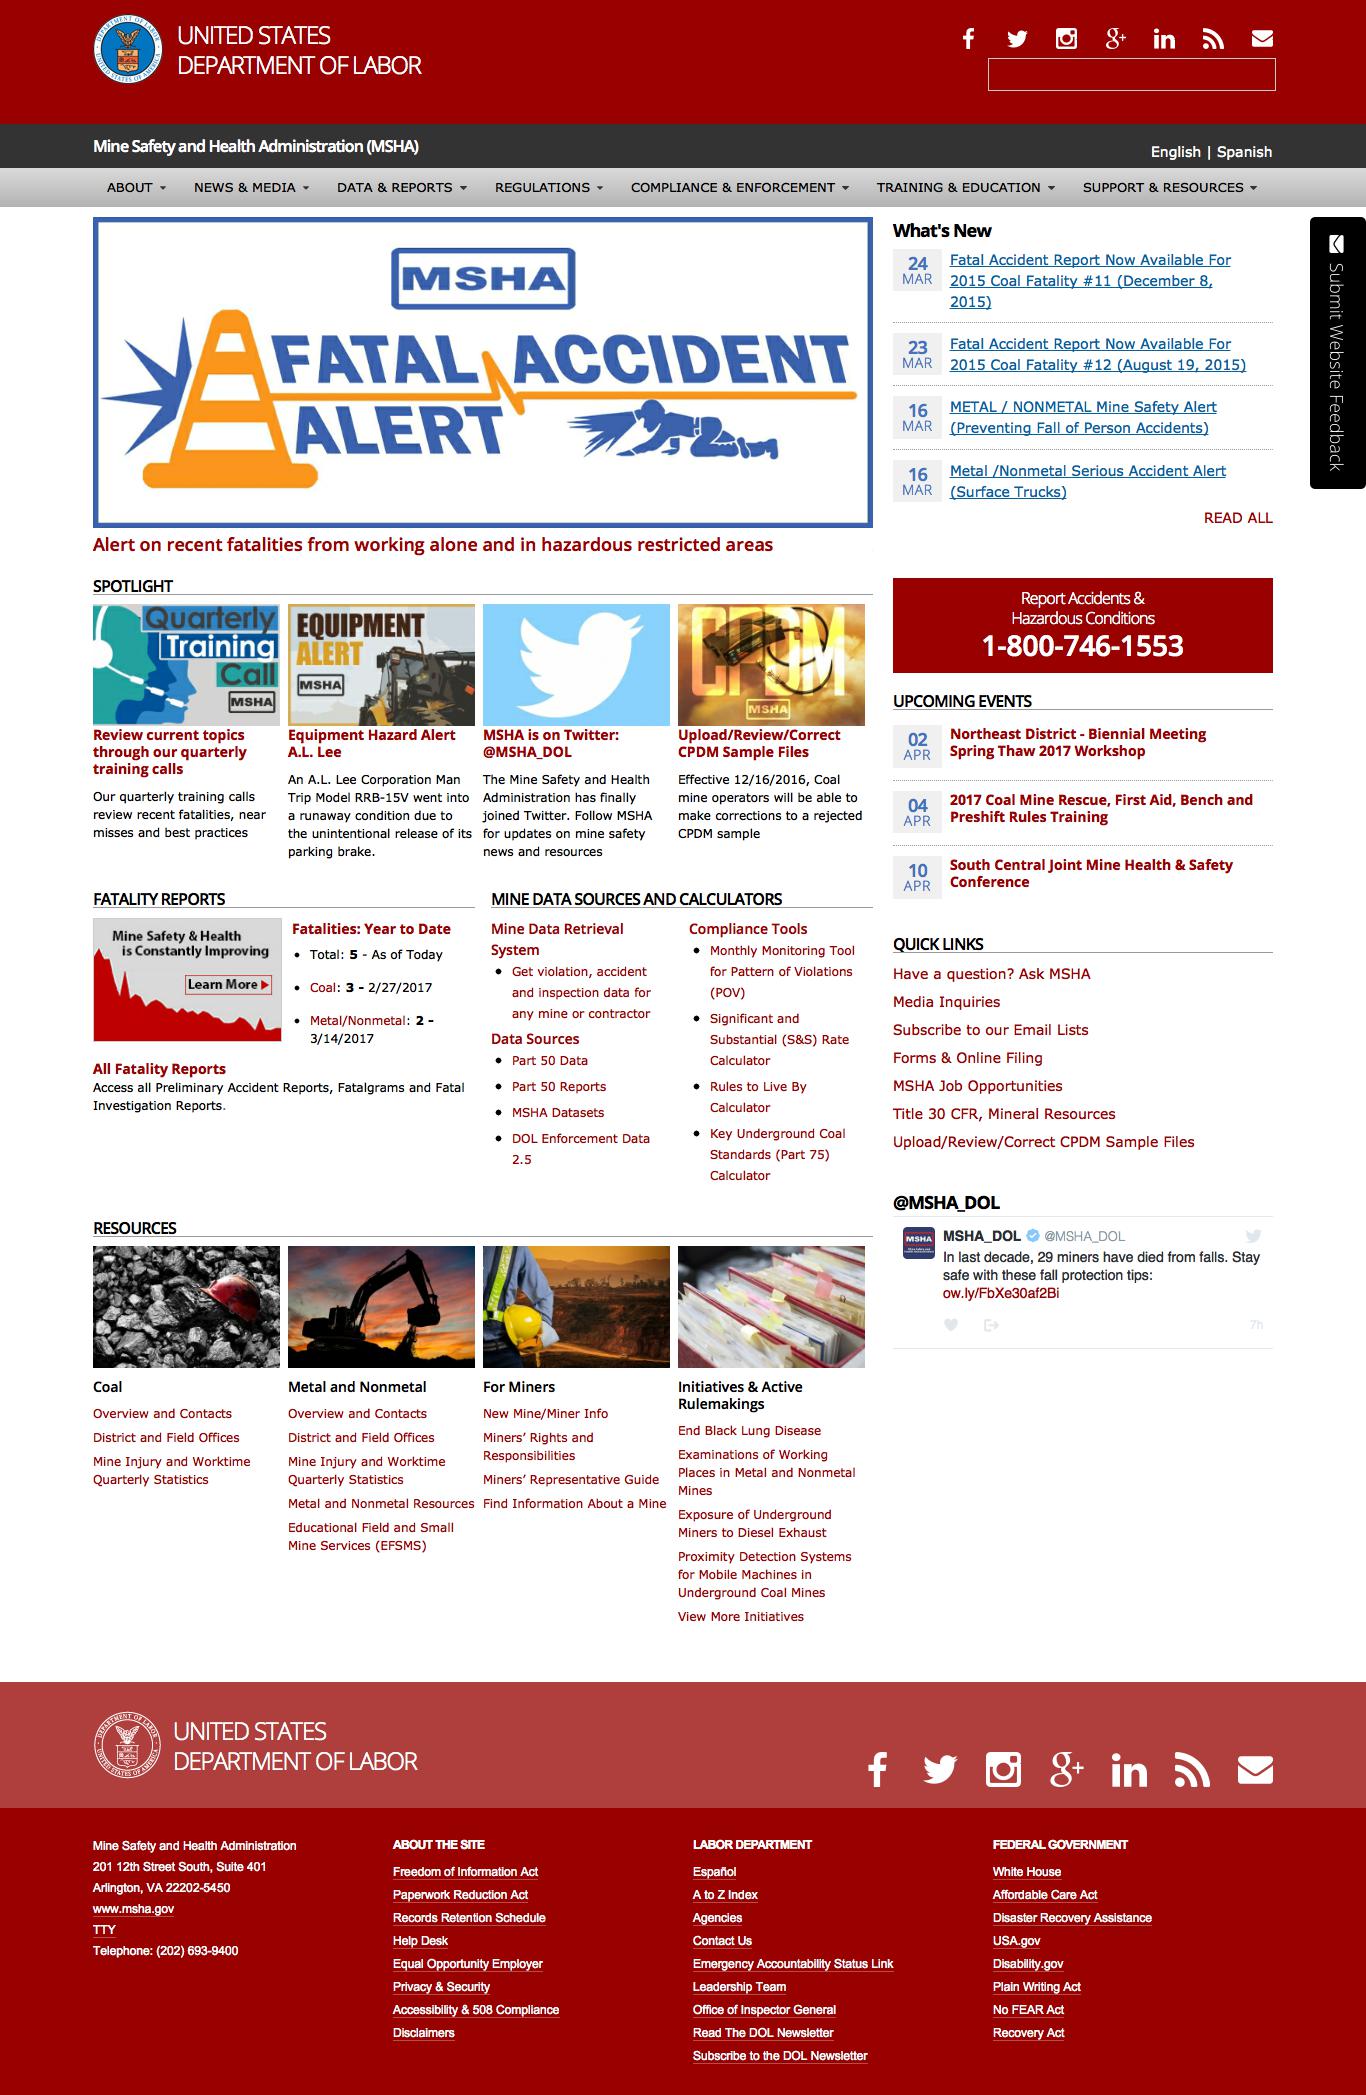 UNITED STATES
DEPARTMENT OF LABOR
Mine Safety and Health Administration (MSHA)
English | Spanish
ABOUT
NEWS & MEDIA
DATA & REPORTS
REGULATIONS
COMPLIANCE & ENFORCEMENT
TRAINING & EDUCATION
SUPPORT & RESOURCES
MSHA
FATAL ACCIDENT
ALERT
Alert on recent fatalities from working alone and in hazardous restricted areas
What's New
24
MAR
Fatal Accident Report Now Available For
2015 Coal Fatality #11 (December 8,
2015)
23
MAR
Fatal Accident Report Now Available For
2015 Coal Fatality #12 (August 19, 2015)
16
MAR
METAL / NONMETAL Mine Safety Alert
(Preventing Fall of Person Accidents)
16
MAR
Metal /Nonmetal Serious Accident Alert
(Surface Trucks)
READ ALL
Submit Website Feedback
SPOTLIGHT
Quarterly
Training
Call
MSHA
Review current topics
through our quarterly
training calls
Our quarterly training calls
review recent fatalities, near
misses and best practices
EQUIPMENT
ALERT
MSHA
Equipment Hazard Alert
A.L. Lee
An A.L. Lee Corporation Man
Trip Model RRB-15V went into
a runaway condition due to
the unintentional release of its
parking brake.
MSHA is on Twitter:
@MSHA_DOL
The Mine Safety and Health
Administration has finally
joined Twitter. Follow MSHA
for updates on mine safety
news and resources
CPDM
MSHA
Upload/Review/Correct
CPDM Sample Files
Effective 12/16/2016, Coal
mine operators will be able to
make corrections to a rejected
CPDM sample
Report Accidents &
Hazardous Conditions
1-800-746-1553
UPCOMING EVENTS
02
APR
Northeast District - Biennial Meeting
Spring Thaw 2017 Workshop
04
APR
2017 Coal Mine Rescue, First Aid, Bench and
Preshift Rules Training
10
APR
South Central Joint Mine Health & Safety
Conference
FATALITY REPORTS
Mine Safety & Health
is Constantly Improving
Learn More
Fatalities: Year to Date
Total: 5 - As of Today
Coal: 3 - 2/27/2017
Metal/Nonmetal: 2 -
3/14/2017
All Fatality Reports
Access all Preliminary Accident Reports, Fatalgrams and Fatal
Investigation Reports.
MINE DATA SOURCES AND CALCULATORS
Mine Data Retrieval
System
Get violation, accident
and inspection data for
any mine or contractor
Data Sources
Part 50 Data
Part 50 Reports
MSHA Datasets
DOL Enforcement Data
2.5
Compliance Tools
Monthly Monitoring Tool
for Pattern of Violations
(POV)
Significant and
Substantial (S&S) Rate
Calculator
Rules to Live By
Calculator
Key Underground Coal
Standards (Part 75)
Calculator
QUICK LINKS
Have a question? Ask MSHA
Media Inquiries
Subscribe to our Email Lists
Forms & Online Filing
MSHA Job Opportunities
Title 30 CFR, Mineral Resources
Upload/Review/Correct CPDM Sample Files
@MSHA_DOL
MSHA
MSHA_DOL @MSHA_DOL
In last decade, 29 miners have died from falls. Stay
safe with these fall protection tips:
ow.ly/FbXe30af2Bi
7h
RESOURCES
Coal
Overview and Contacts
District and Field Offices
Mine Injury and Worktime
Quarterly Statistics
Metal and Nonmetal
Overview and Contacts
District and Field Offices
Mine Injury and Worktime
Quarterly Statistics
Metal and Nonmetal Resources
Educational Field and Small
Mine Services (EFSMS)
For Miners
New Mine/Miner Info
Miners’ Rights and
Responsibilities
Miners’ Representative Guide
Find Information About a Mine
Initiatives & Active
Rulemakings
End Black Lung Disease
Examinations of Working
Places in Metal and Nonmetal
Mines
Exposure of Underground
Miners to Diesel Exhaust
Proximity Detection Systems
for Mobile Machines in
Underground Coal Mines
View More Initiatives
UNITED STATES
DEPARTMENT OF LABOR
Mine Safety and Health Administration
201 12th Street South, Suite 401
Arlington, VA 22202-5450
www.msha.gov
TTY
Telephone: (202) 693-9400
ABOUT THE SITE
Freedom of Information Act
Paperwork Reduction Act
Records Retention Schedule
Help Desk
Equal Opportunity Employer
Privacy & Security
Accessibility & 508 Compliance
Disclaimers
LABOR DEPARTMENT
Español
A to Z Index
Agencies
Contact Us
Emergency Accountability Status Link
Leadership Team
Office of Inspector General
Read The DOL Newsletter
Subscribe to the DOL Newsletter
FEDERAL GOVERNMENT
White House
Affordable Care Act
Disaster Recovery Assistance
USA.gov
Disability.gov
Plain Writing Act
No FEAR Act
Recovery Act